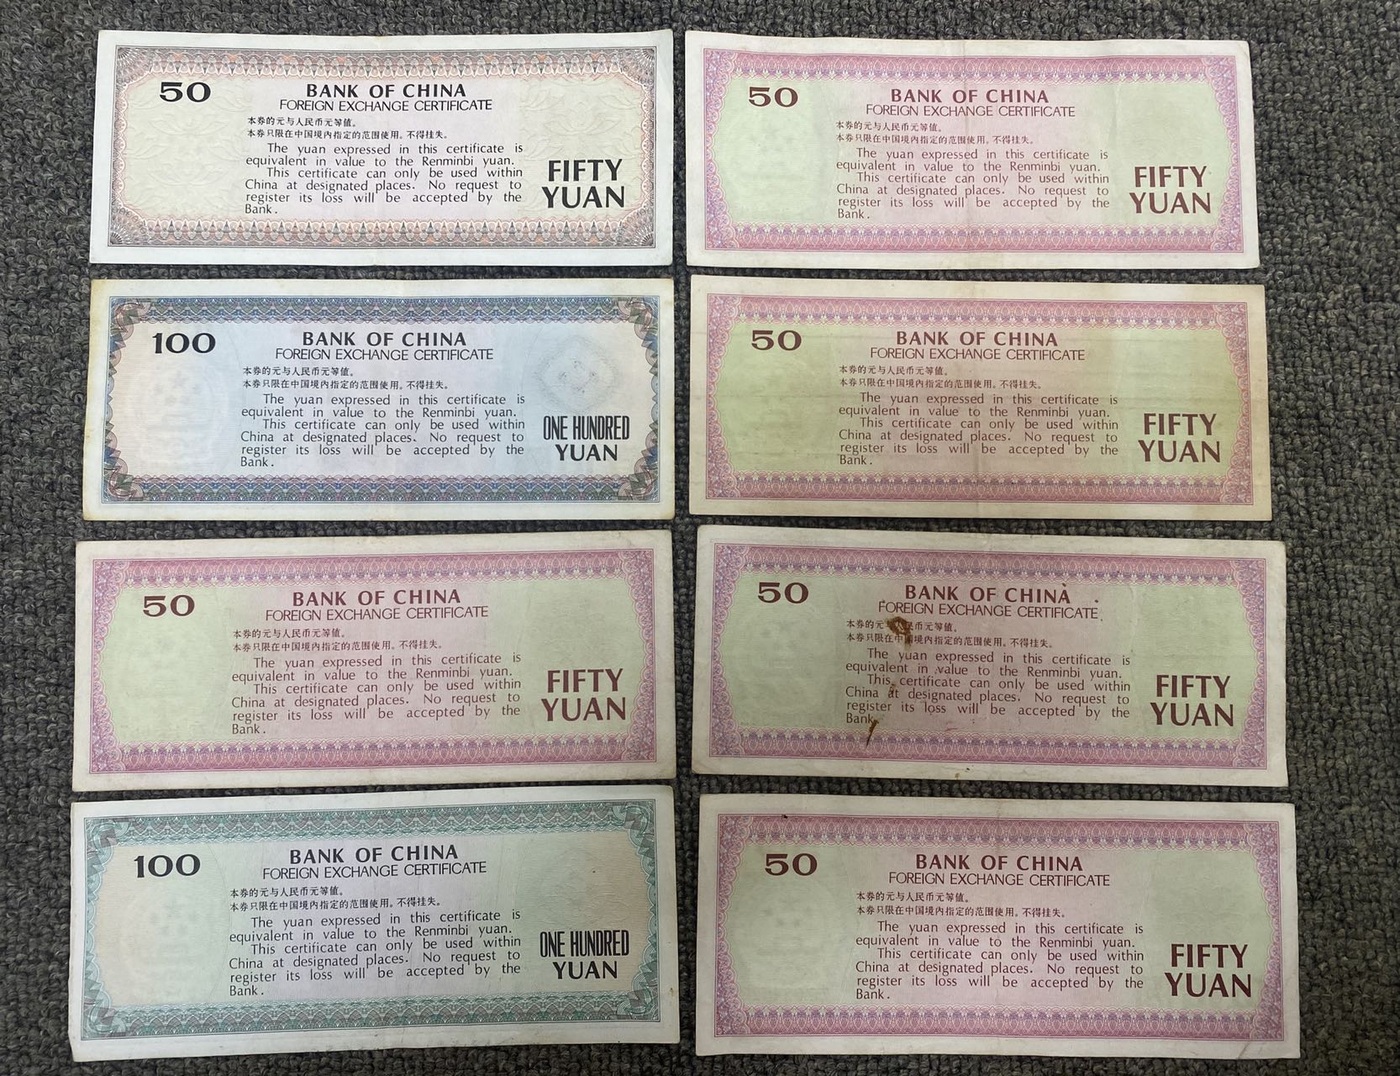 50
BANK OF CHINA
FOREIGN EXCHANGE CERTIFICATE
本券的元与人民币元等值。
本券只限在中国境内指定的范围使用。不得挂失。
The yuan expressed in this certificate is
equivalent in value to the Renminbi yuan.
This certificate can only be used within
China at designated places. No request to
register its loss will be accepted by the
Bank.
FIFTY
YUAN
50
BANK OF CHINA
FOREIGN EXCHANGE CERTIFICATE
本券的元与人民币元等值。
本券只限在中国境内指定的范围使用。不得挂失。
The yuan expressed in this certificate is
equivalent in value to the Renminbi yuan.
This certificate can only be used within
China at designated places. No request to
register its loss will be accepted by the
Bank.
FIFTY
YUAN
100
BANK OF CHINA
FOREIGN EXCHANGE CERTIFICATE
本券的元与人民币元等值。
本券只限在中国境内指定的范围使用。不得挂失。
The yuan expressed in this certificate is
equivalent in value to the Renminbi yuan.
This certificate can only be used within
China at designated places. No request to
register its loss will be accepted by the
Bank.
ONE HUNDRED
YUAN
50
BANK OF CHINA
FOREIGN EXCHANGE CERTIFICATE
本券的元与人民币元等值。
本券只限在中国境内指定的范围使用。不得挂失。
The yuan expressed in this certificate is
equivalent in value to the Renminbi yuan.
This certificate can only be used within
China at designated places. No request to
register its loss will be accepted by the
Bank.
FIFTY
YUAN
50
BANK OF CHINA
FOREIGN EXCHANGE CERTIFICATE
本券的元与人民币元等值。
本券只限在中国境内指定的范围使用。不得挂失。
The yuan expressed in this certificate is
equivalent in value to the Renminbi yuan.
This certificate can only be used within
China at designated places. No request to
register its loss will be accepted by the
Bank.
FIFTY
YUAN
50
BANK OF CHINA
FOREIGN EXCHANGE CERTIFICATE
本券的元与人民币元等值。
本券只限在中国境内指定的范围使用。不得挂失。
The yuan expressed in this certificate is
equivalent in value to the Renminbi yuan.
This certificate can only be used within
China at designated places. No request to
register its loss will be accepted by the
Bank.
FIFTY
YUAN
100
BANK OF CHINA
FOREIGN EXCHANGE CERTIFICATE
本券的元与人民币元等值。
本券只限在中国境内指定的范围使用。不得挂失。
The yuan expressed in this certificate is
equivalent in value to the Renminbi yuan.
This certificate can only be used within
China at designated places. No request to
register its loss will be accepted by the
Bank.
ONE HUNDRED
YUAN
50
BANK OF CHINA
FOREIGN EXCHANGE CERTIFICATE
本券的元与人民币元等值。
本券只限在中国境内指定的范围使用。不得挂失。
The yuan expressed in this certificate is
equivalent in value to the Renminbi yuan.
This certificate can only be used within
China at designated places. No request to
register its loss will be accepted by the
Bank.
FIFTY
YUAN